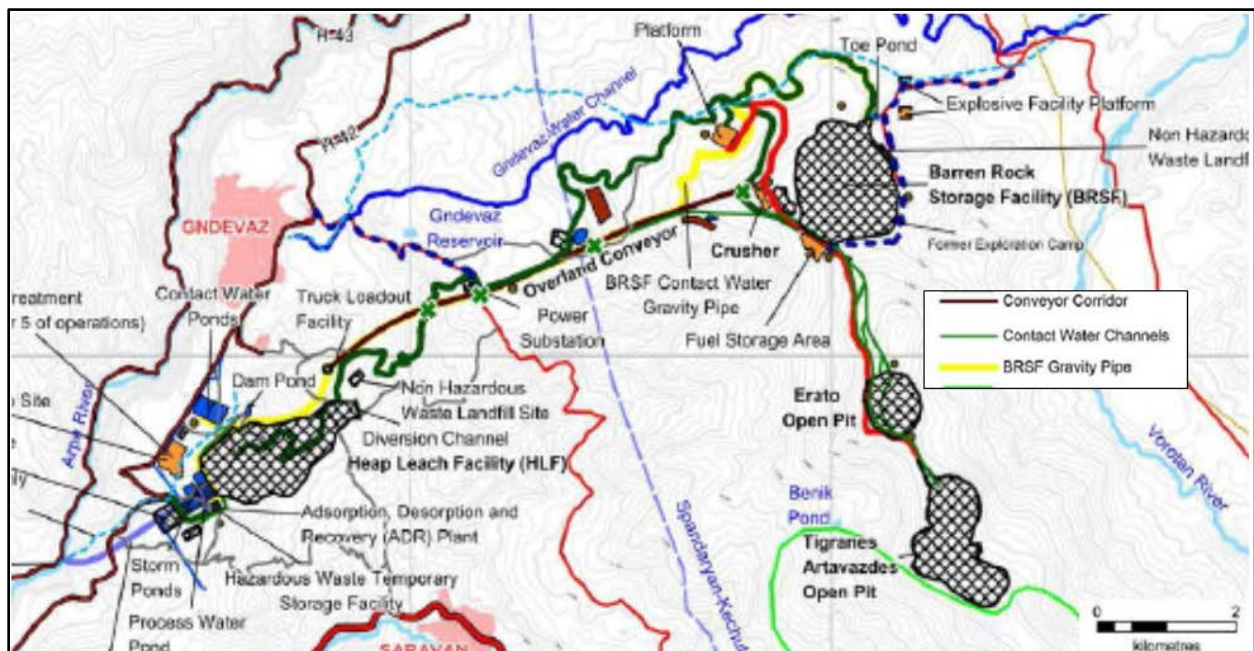 H-43
Platform
Toe Pond
Gndevaz Water Channel
Explosive Facility Platform
H-42
Non Hazardo
Waste Landfi
Barren Rock
Storage Facility (BRSF)
GNDEVAZ
Gndevaz
Reservoir
Former Exploration Camp
Overland Conveyor
Crusher
BRSF Contact Water
Gravity Pipe
reatment
r 5 of operations)
Contact Water
Ponds
Truck Loadout
Facility
Power
Substation
Fuel Storage Area
Conveyor Corridor
Contact Water Channels
BRSF Gravity Pipe
Dam Pond
Non Hazardous
Waste Landfill Site
Site
Arpa River
Diversion Channel
Heap Leach Facility (HLF)
Erato
Open Pit
Vorotan River
Adsorption, Desorption and
Recovery (ADR) Plant
Benik
Pond
Spandaryan-Kechut
Tigranes
Artavazdes
Open Pit
Storm
Ponds
Hazardous Waste Temporary
Storage Facility
Process Water
Pond
SARAVAN
0 2
kilometres